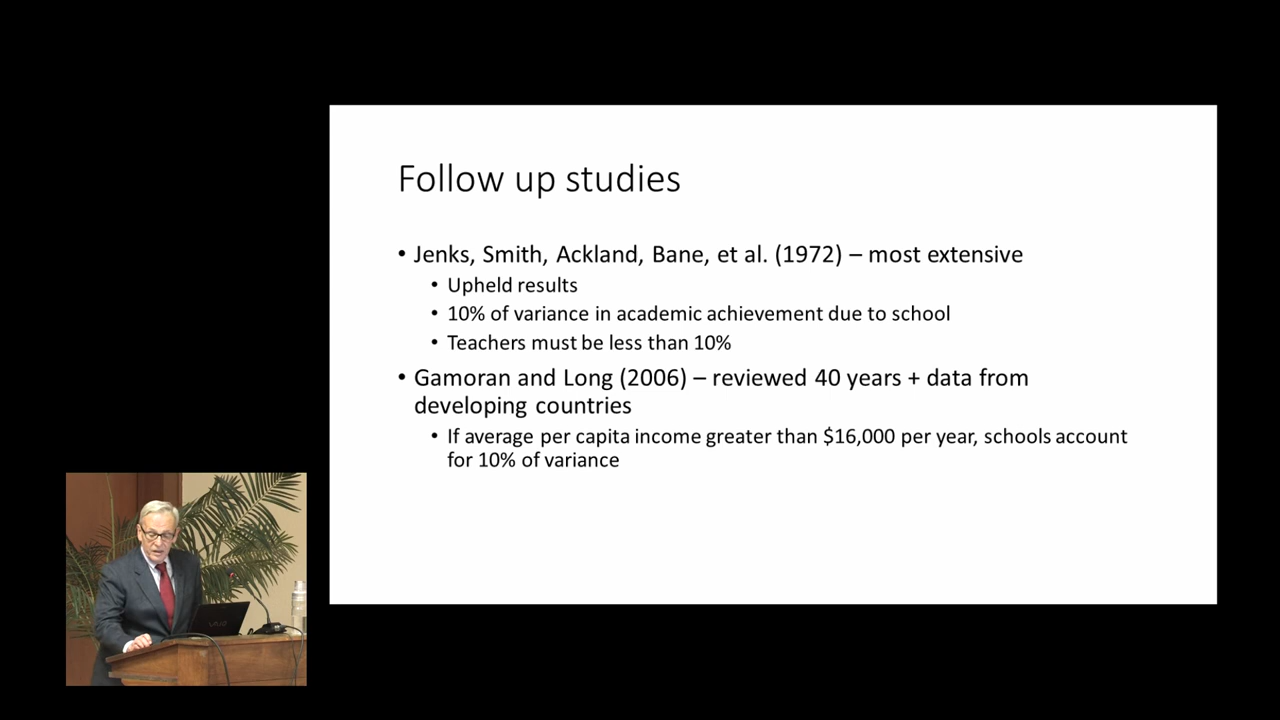 Follow up studies
• Jenks, Smith, Ackland, Bane, et al. (1972) – most extensive
• Upheld results
• 10% of variance in academic achievement due to school
• Teachers must be less than 10%
• Gamoran and Long (2006) – reviewed 40 years + data from
developing countries
• If average per capita income greater than $16,000 per year, schools account
for 10% of variance
VAIO